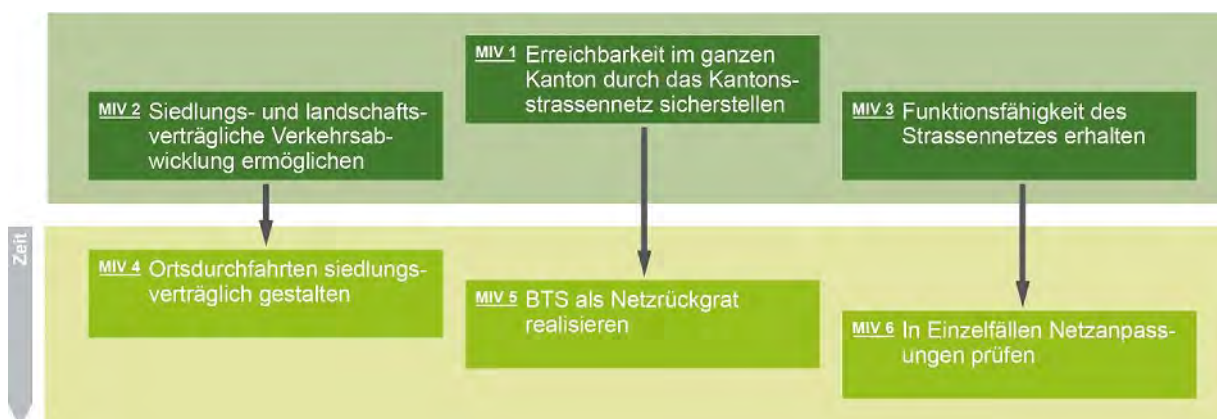 MIV 1 Erreichbarkeit im ganzen
Kanton durch das Kantons-
strassennetz sicherstellen
MIV 2 Siedlungs- und landschafts-
verträgliche Verkehrsab-
wicklung ermöglichen
MIV 3 Funktionsfähigkeit des
Strassennetzes erhalten
Zeit
MIV 4 Ortsdurchfahrten siedlungs-
verträglich gestalten
MIV 5 BTS als Netzrückgrat
realisieren
MIV 6 In Einzelfällen Netzanpass-
ungen prüfen